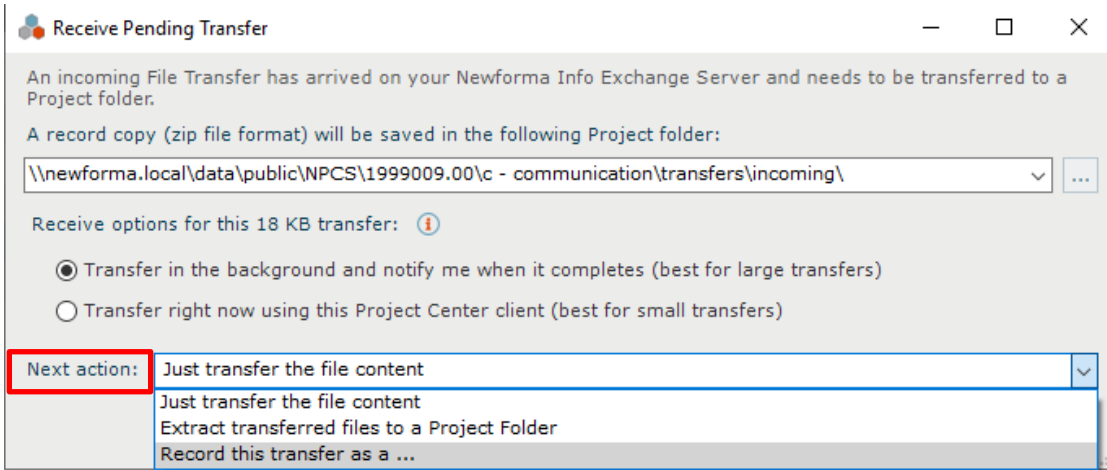 Receive Pending Transfer
An incoming File Transfer has arrived on your Newforma Info Exchange Server and needs to be transferred to a
Project folder.
A record copy (zip file format) will be saved in the following Project folder:
\\newforma.local\data\public\NPCS\1999009.00\c - communication\transfers\incoming\
...
Receive options for this 18 KB transfer:
Transfer in the background and notify me when it completes (best for large transfers)
Transfer right now using this Project Center client (best for small transfers)
Next action: Just transfer the file content
Just transfer the file content
Extract transferred files to a Project Folder
Record this transfer as a ...